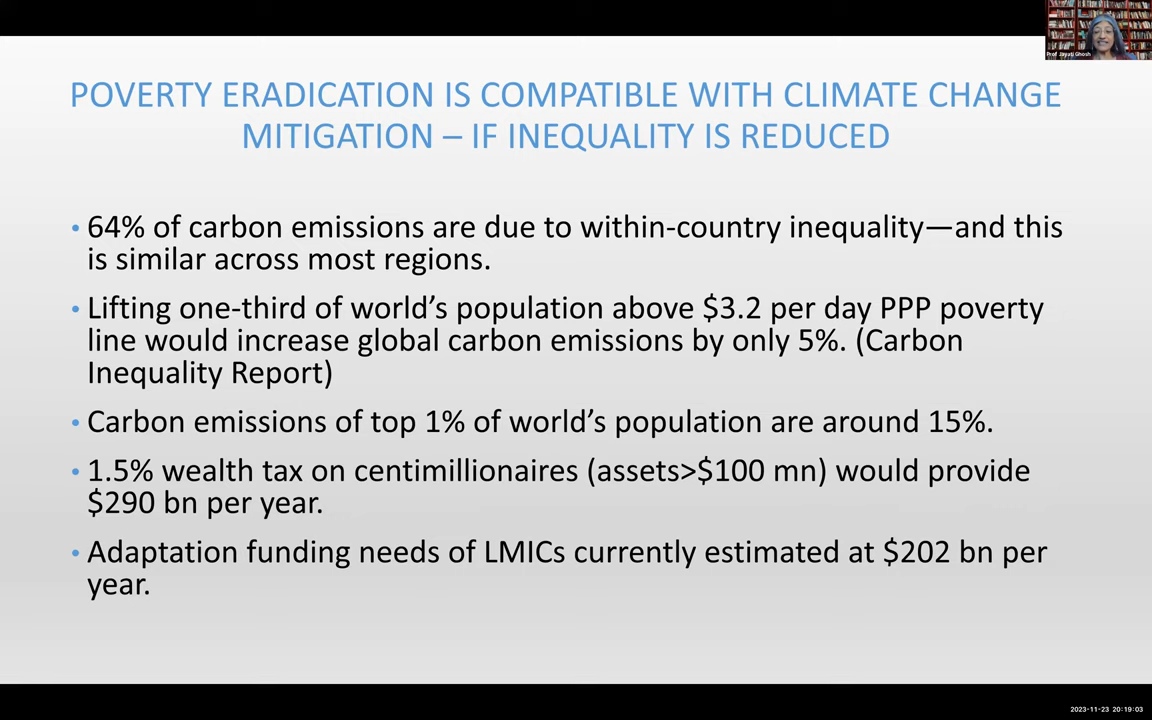 Prof Jayati Ghosh
POVERTY ERADICATION IS COMPATIBLE WITH CLIMATE CHANGE
MITIGATION – IF INEQUALITY IS REDUCED
• 64% of carbon emissions are due to within-country inequality—and this
is similar across most regions.
• Lifting one-third of world’s population above $3.2 per day PPP poverty
line would increase global carbon emissions by only 5%. (Carbon
Inequality Report)
• Carbon emissions of top 1% of world’s population are around 15%.
• 1.5% wealth tax on centimillionaires (assets>$100 mn) would provide
$290 bn per year.
• Adaptation funding needs of LMICs currently estimated at $202 bn per
year.
2023-11-23 20:19:03